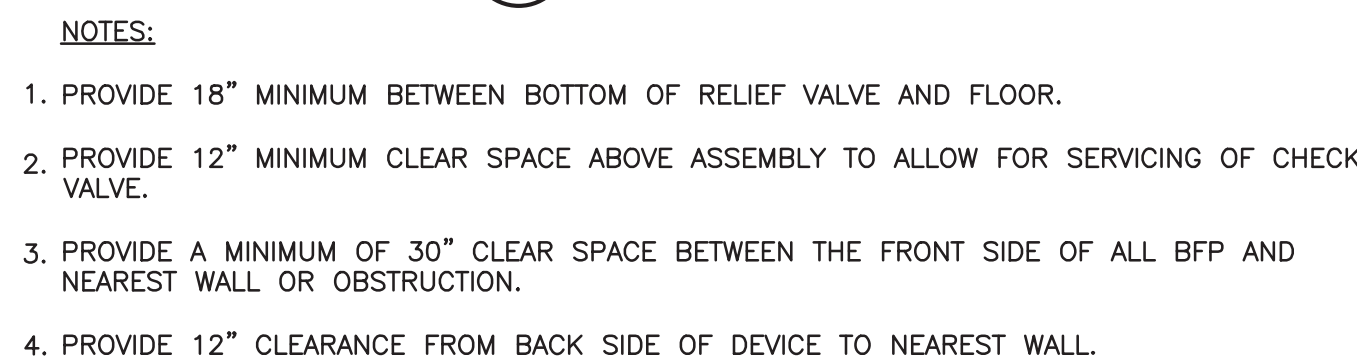 NOTES:
1. PROVIDE 18” MINIMUM BETWEEN BOTTOM OF RELIEF VALVE AND FLOOR.
2. PROVIDE 12” MINIMUM CLEAR SPACE ABOVE ASSEMBLY TO ALLOW FOR SERVICING OF CHECK
VALVE.
3. PROVIDE A MINIMUM OF 30” CLEAR SPACE BETWEEN THE FRONT SIDE OF ALL BFP AND
NEAREST WALL OR OBSTRUCTION.
4. PROVIDE 12” CLEARANCE FROM BACK SIDE OF DEVICE TO NEAREST WALL.